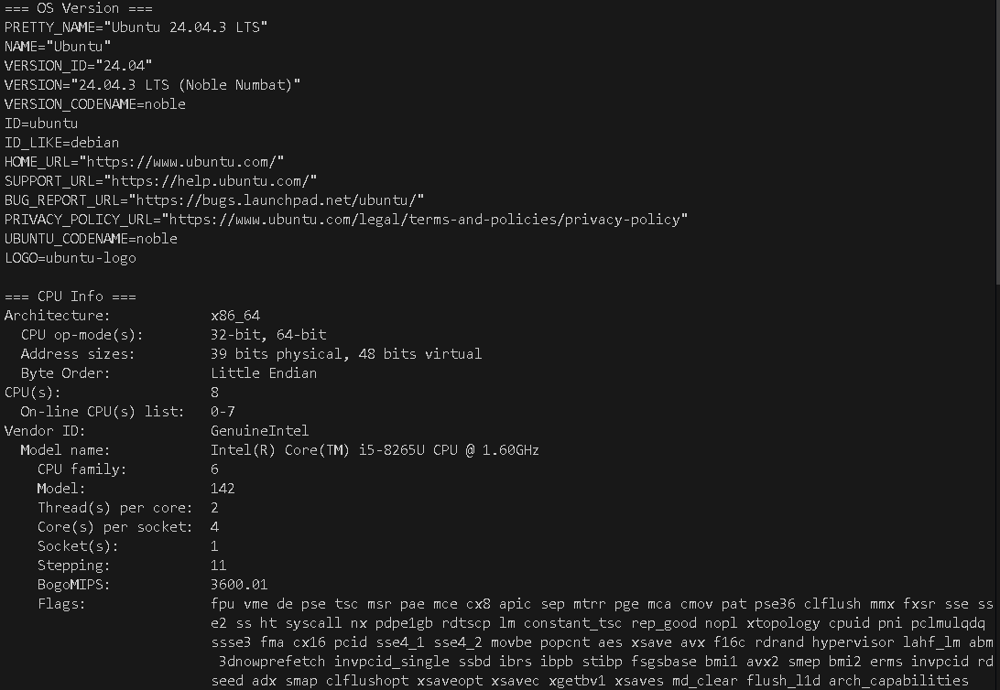 === OS Version ===
PRETTY_NAME="Ubuntu 24.04.3 LTS"
NAME="Ubuntu"
VERSION_ID="24.04"
VERSION="24.04.3 LTS (Noble Numbat)"
VERSION_CODENAME=noble
ID=ubuntu
ID_LIKE=debian
HOME_URL="https://www.ubuntu.com/"
SUPPORT_URL="https://help.ubuntu.com/"
BUG_REPORT_URL="https://bugs.launchpad.net/ubuntu/"
PRIVACY_POLICY_URL="https://www.ubuntu.com/legal/terms-and-policies/privacy-policy"
UBUNTU_CODENAME=noble
LOGO=ubuntu-logo

=== CPU Info ===
Architecture:            x86_64
  CPU op-mode(s):        32-bit, 64-bit
  Address sizes:         39 bits physical, 48 bits virtual
  Byte Order:            Little Endian
CPU(s):                  8
  On-line CPU(s) list:   0-7
Vendor ID:               GenuineIntel
  Model name:            Intel(R) Core(TM) i5-8265U CPU @ 1.60GHz
    CPU family:          6
    Model:               142
    Thread(s) per core:  2
    Core(s) per socket:  4
    Socket(s):           1
    Stepping:            11
    BogoMIPS:            3600.01
    Flags:               fpu vme de pse tsc msr pae mce cx8 apic sep mtrr pge mca cmov pat pse36 clflush mmx fxsr sse ss
                         e2 ss ht syscall nx pdpe1gb rdtscp lm constant_tsc rep_good nopl xtopology cpuid pni pclmulqdq
                         ssse3 fma cx16 pcid sse4_1 sse4_2 movbe popcnt aes xsave avx f16c rdrand hypervisor lahf_lm abm
                          3dnowprefetch invpcid_single ssbd ibrs ibpb stibp fsgsbase bmi1 avx2 smep bmi2 erms invpcid rd
                         seed adx smap clflushopt xsaveopt xsavec xgetbv1 xsaves md_clear flush_l1d arch_capabilities